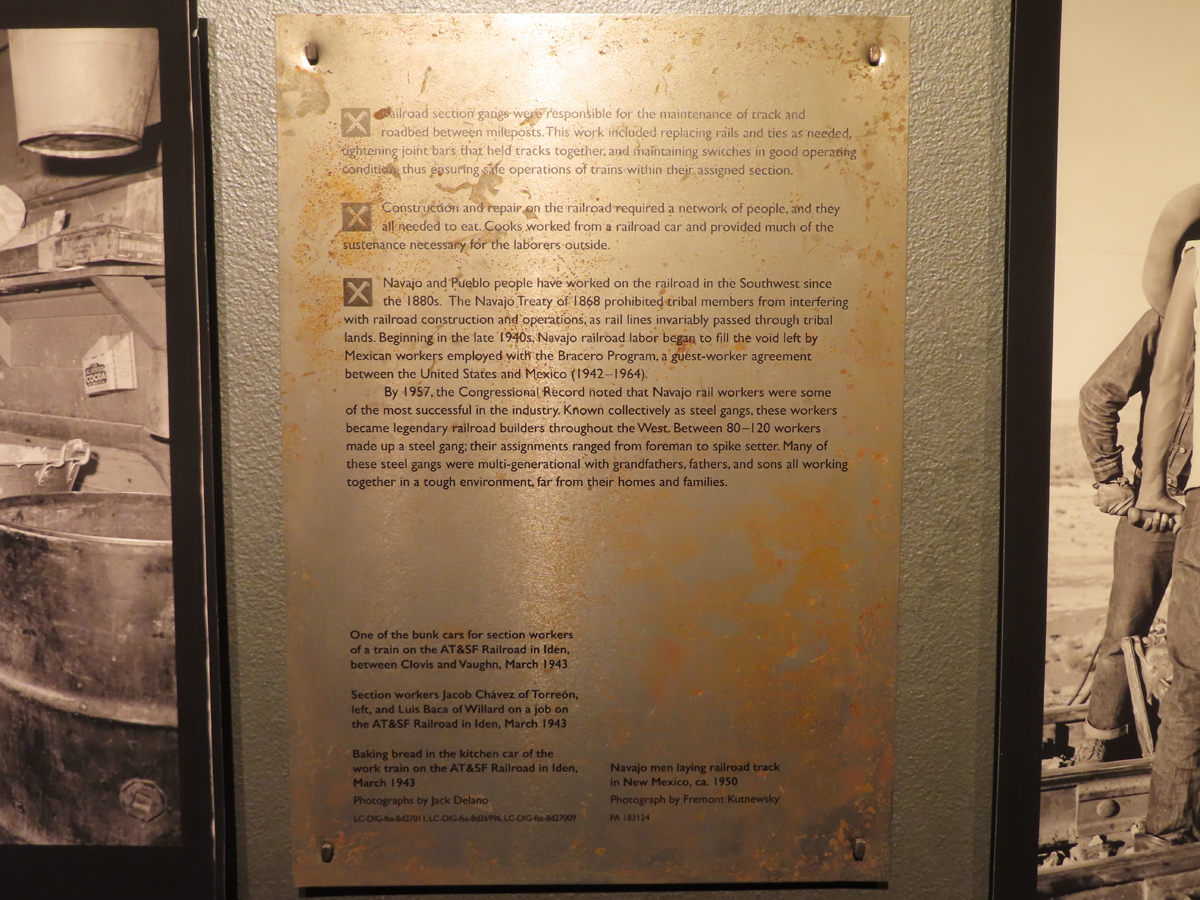 Railroad section gangs were responsible for the maintenance of track and
roadbed between mileposts. This work included replacing rails and ties as needed,
tightening joint bars that held tracks together, and maintaining switches in good operating
condition, thus ensuring safe operations of trains within their assigned section.
Construction and repair on the railroad required a network of people, and they
all needed to eat. Cooks worked from a railroad car and provided much of the
sustenance necessary for the laborers outside.
Navajo and Pueblo people have worked on the railroad in the Southwest since
the 1880s. The Navajo Treaty of 1868 prohibited tribal members from interfering
with railroad construction and operations, as rail lines invariably passed through tribal
lands. Beginning in the late 1940s, Navajo railroad labor began to fill the void left by
Mexican workers employed with the Bracero Program, a guest-worker agreement
between the United States and Mexico (1942–1964).
By 1957, the Congressional Record noted that Navajo rail workers were some
of the most successful in the industry. Known collectively as steel gangs, these workers
became legendary railroad builders throughout the West. Between 80–120 workers
made up a steel gang; their assignments ranged from foreman to spike setter. Many of
these steel gangs were multi-generational with grandfathers, fathers, and sons all working
together in a tough environment, far from their homes and families.
One of the bunk cars for section workers
of a train on the AT&SF Railroad in Iden,
between Clovis and Vaughn, March 1943
Section workers Jacob Chávez of Torreón,
left, and Luis Baca of Willard on a job on
the AT&SF Railroad in Iden, March 1943
Baking bread in the kitchen car of the
work train on the AT&SF Railroad in Iden,
March 1943
Photographs by Jack Delano
LC-DIG-fsa-8d27011, LC-DIG-fsa-8d26996, LC-DIG-fsa-8d27009
Navajo men laying railroad track
in New Mexico, ca. 1950
Photograph by Fremont Kutnewsky
PA 183124
COCOA